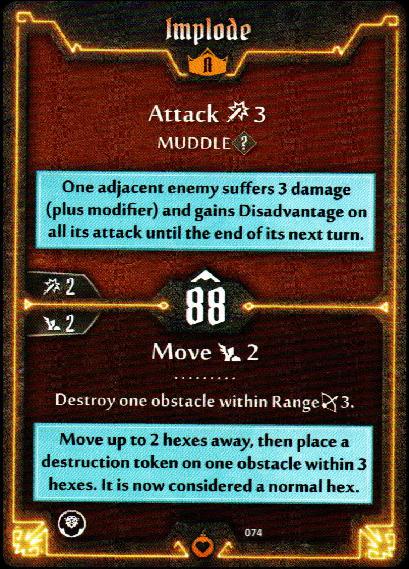 Implode
A
Attack 3
MUDDLE ?
One adjacent enemy suffers 3 damage
(plus modifier) and gains Disadvantage on
all its attack until the end of its next turn.
2
88
2
Move 2
Destroy one obstacle within Range 3.
Move up to 2 hexes away, then place a
destruction token on one obstacle within 3
hexes. It is now considered a normal hex.
074